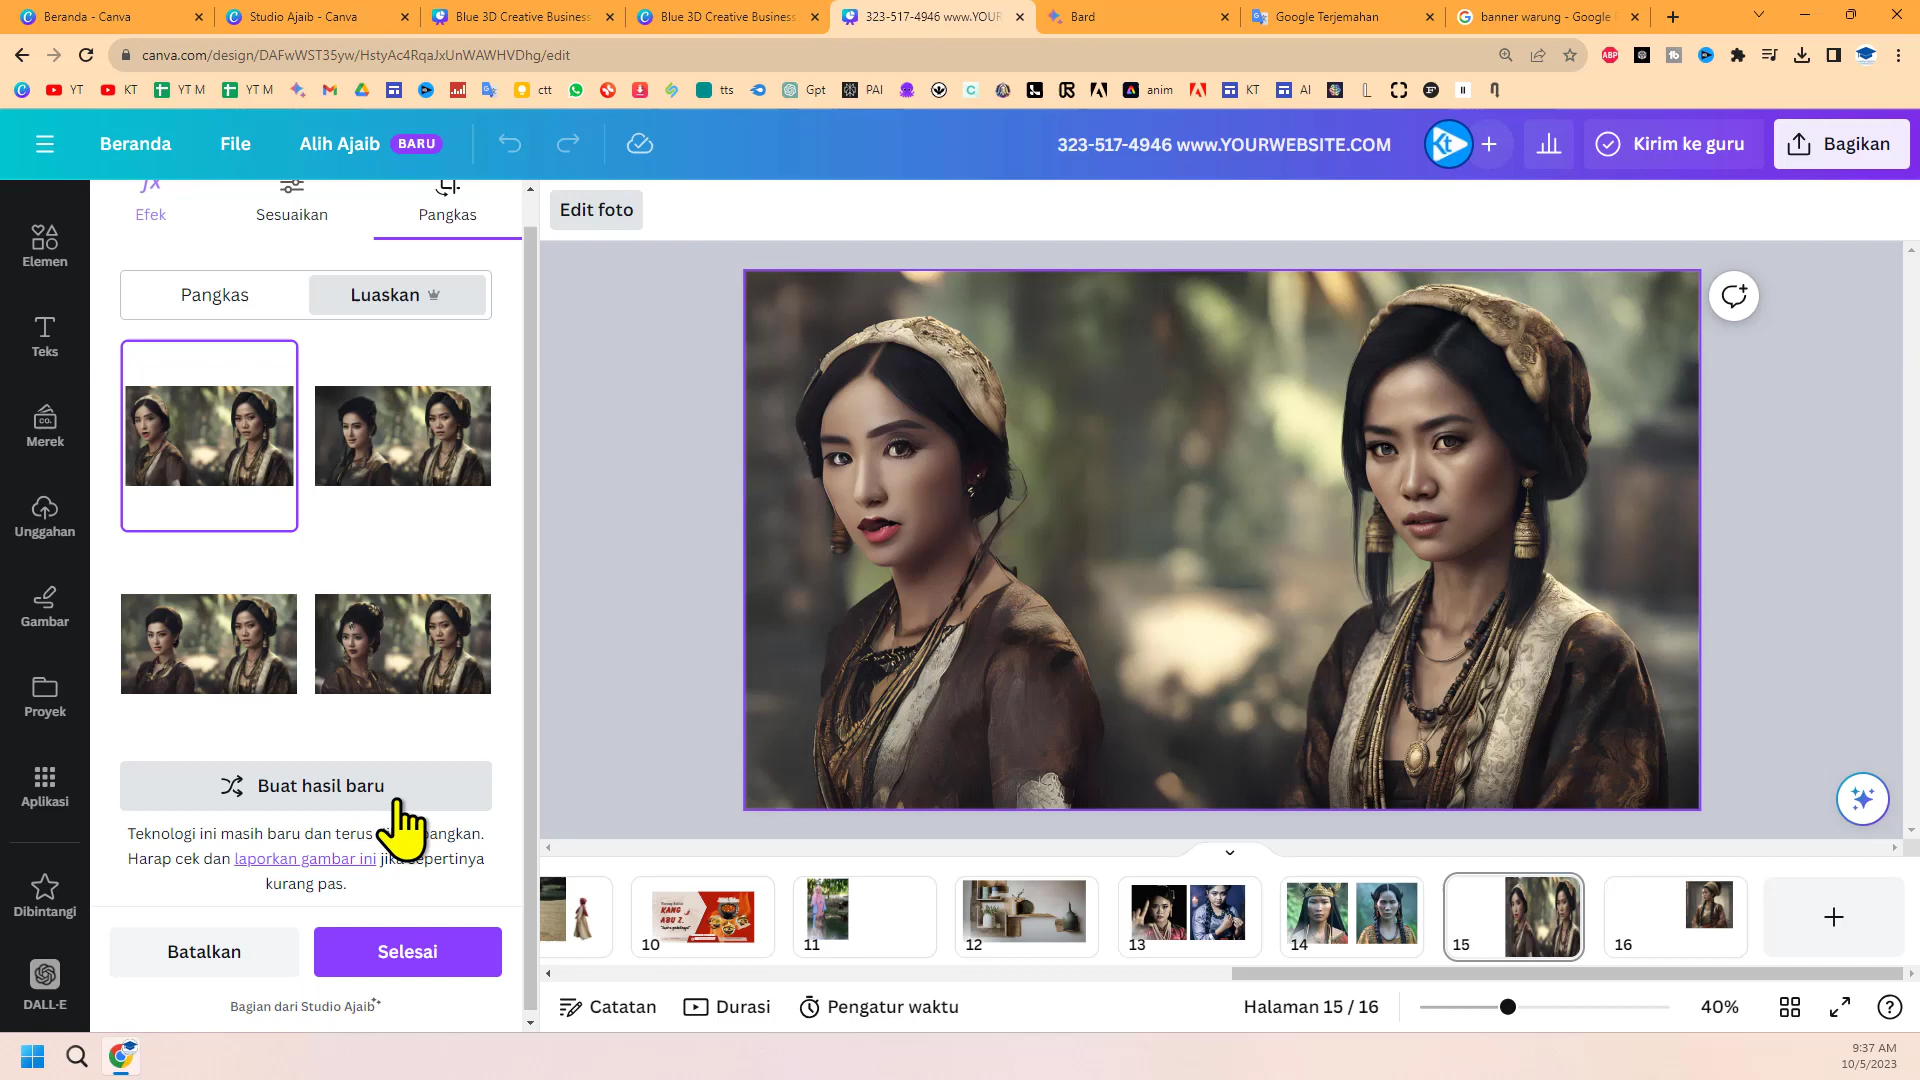 Beranda - Canva
Studio Ajaib - Canva
Blue 3D Creative Business
Blue 3D Creative Business
323-517-4946 www.YOUR
Bard
Google Terjemahan
banner warung - Google
canva.com/design/DAFwWST35yw/HstyAc4RqaJxUnWAWHVDhg/edit
YT
KT
YT M
YT M
ctt
tts
Gpt
PAI
anim
KT
AI
Beranda
File
Alih Ajaib
BARU
323-517-4946 www.YOURWEBSITE.COM
Kt
Kirim ke guru
Bagikan
Efek
Sesuaikan
Pangkas
Edit foto
Elemen
Teks
Merek
Unggahan
Gambar
Proyek
Aplikasi
Dibintangi
DALL·E
Pangkas
Luaskan
Buat hasil baru
Teknologi ini masih baru dan terus
Harap cek dan laporkan gambar ini jika sepertinya
kurang pas.
Batalkan
Selesai
Bagian dari Studio Ajaib
KANG
ABU Z.
10
11
12
13
14
15
16
Catatan
Durasi
Pengatur waktu
Halaman 15 / 16
40%
9:37 AM
10/5/2023